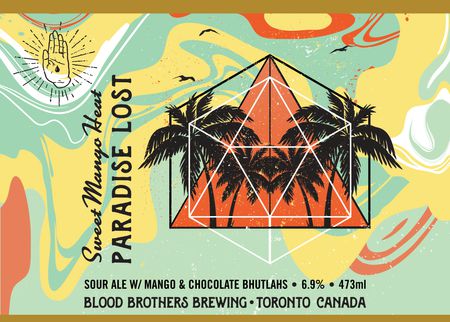 Sweet Mango Heat
PARADISE LOST
SOUR ALE W/ MANGO & CHOCOLATE BHUTLAHS • 6.9% • 473ml
BLOOD BROTHERS BREWING • TORONTO CANADA